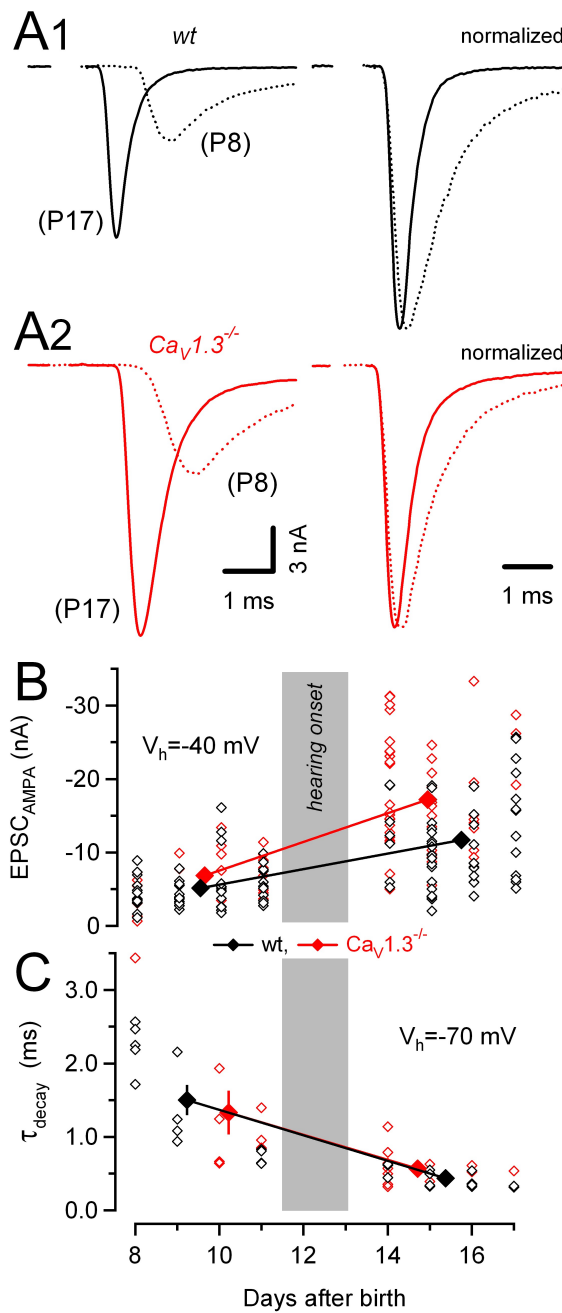 A1
wt
normalized
(P8)
(P17)
A2
CaV1.3-/-
normalized
(P8)
3 nA
1 ms
1 ms
(P17)
B
-30
-20
-10
0
EPSCAMPA (nA)
Vh=-40 mV
hearing onset
wt, CaV1.3-/-
C
3.0
2.0
1.0
0.0
τdecay (ms)
Vh=-70 mV
8 10 12 14 16
Days after birth